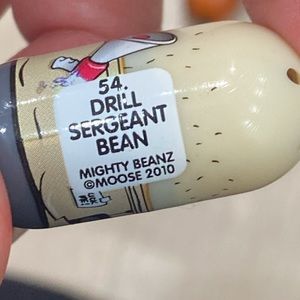 54.
DRILL
SERGEANT
BEAN
MIGHTY BEANZ
©MOOSE 2010